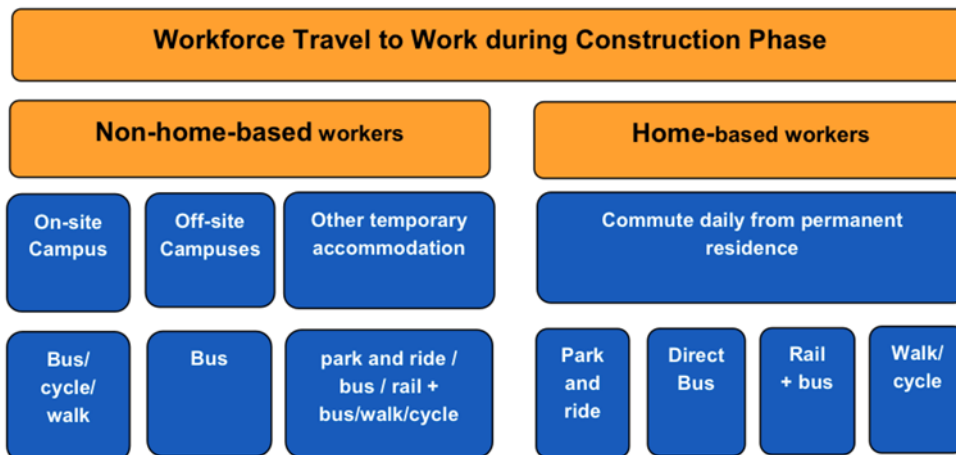 Workforce Travel to Work during Construction Phase
Non-home-based workers
Home-based workers
On-site
Campus
Off-site
Campuses
Other temporary
accommodation
Commute daily from permanent
residence
Bus/
cycle/
walk
Bus
park and ride /
bus / rail +
bus/walk/cycle
Park
and
ride
Direct
Bus
Rail
+ bus
Walk/
cycle